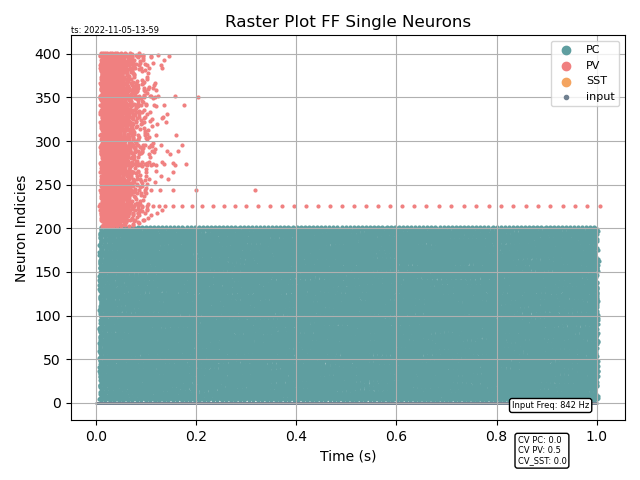 Raster Plot FF Single Neurons
ts: 2022-11-05-13-59
PC
PV
SST
input
Neuron Indicies
400
350
300
250
200
150
100
50
0
Input Freq: 842 Hz
0.0 0.2 0.4 0.6 0.8 1.0
Time (s)
CV PC: 0.0
CV PV: 0.5
CV_SST: 0.0